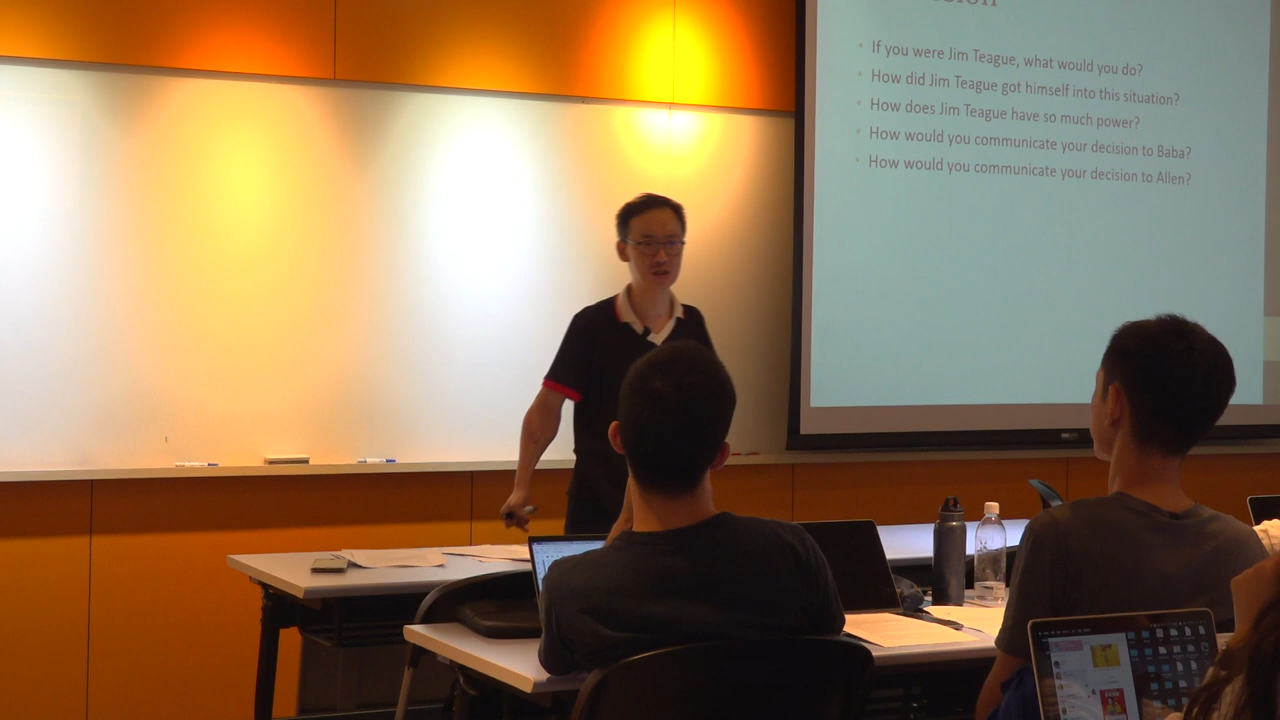 If you were Jim Teague, what would you do?
How did Jim Teague got himself into this situation?
How does Jim Teague have so much power?
How would you communicate your decision to Baba?
How would you communicate your decision to Allen?